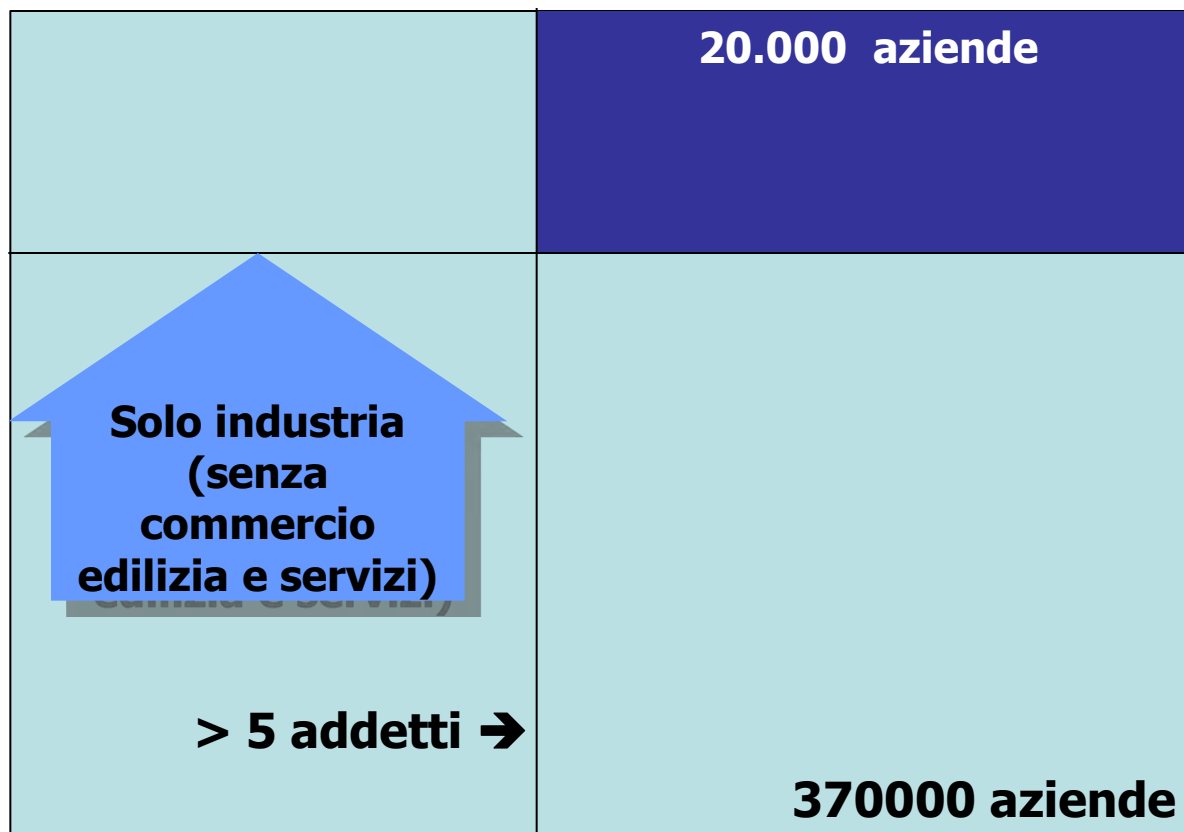 20.000 aziende
Solo industria
(senza
commercio
edilizia e servizi)
> 5 addetti ➔
370000 aziende